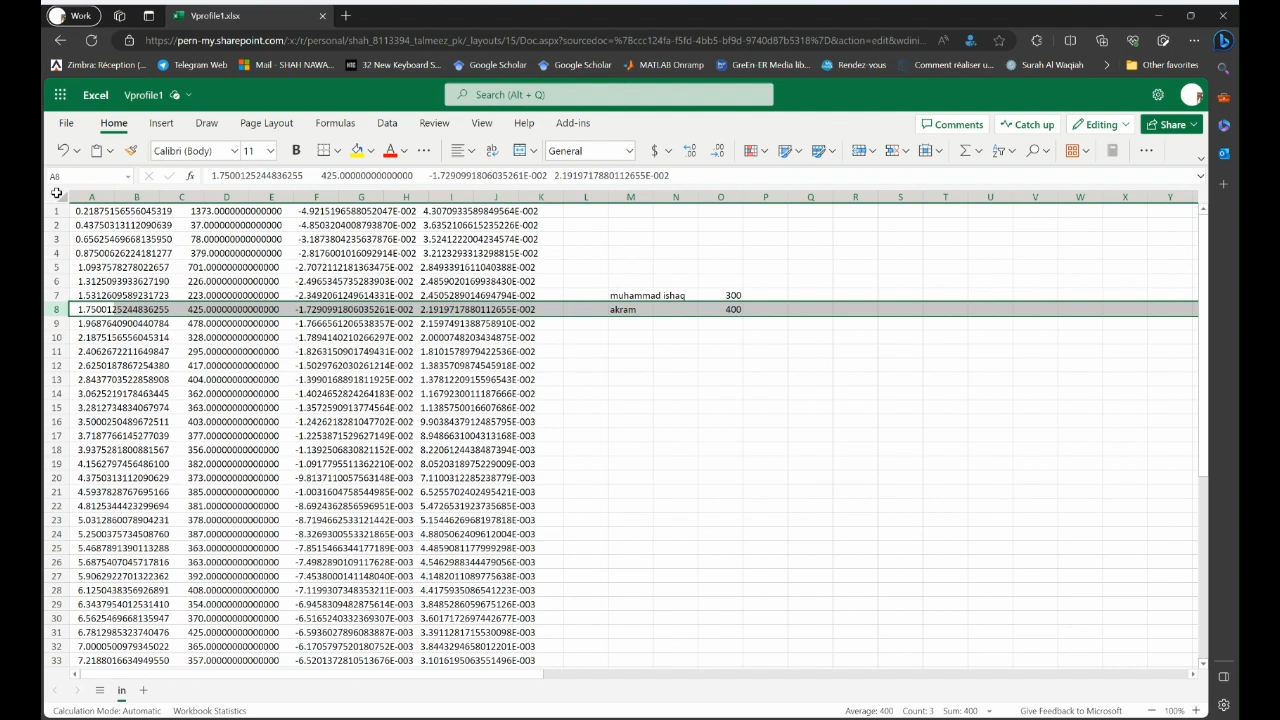 Work
Vprofile1.xlsx
https://pern-my.sharepoint.com/:x:/r/personal/shah_8113394_talmeez_pk/_layouts/15/Doc.aspx?sourcedoc=%7Bccc124fa-f5fd-4bb5-bf9d-9740d87b5318%7D&action=edit&wdini...
Zimbra: Réception (... Telegram Web Mail - SHAH NAWA... 32 New Keyboard S... Google Scholar Google Scholar MATLAB Onramp GreEn-ER Media lib... Rendez-vous Comment réaliser u... Surah Al Waqiah Other favorites
Excel Vprofile1 Search (Alt + Q)
File Home Insert Draw Page Layout Formulas Data Review View Help Add-ins Comments Catch up Editing Share
Calibri (Body) 11 B A General $
A8 fx 1.7500125244836255 425.0000000000000 -1.7290991806035261E-002 2.1919717880112655E-002
A B C D E F G H I J K L M N O P Q R S T U V W X Y
1 0.21875156556045319 1373.0000000000000 -4.9215196588052047E-002 4.3070933589849564E-002
2 0.43750313112090639 37.000000000000000 -4.8503204008793870E-002 3.6352106615235226E-002
3 0.65625469668135950 78.000000000000000 -3.1873804235637876E-002 3.5241222004234574E-002
4 0.87500626224181277 379.00000000000000 -2.8176001016092914E-002 3.2123293313298815E-002
5 1.0937578278022657 701.00000000000000 -2.7072112181363475E-002 2.8493391611040388E-002
6 1.3125093933627190 226.00000000000000 -2.4965345735283903E-002 2.4859020169938430E-002
7 1.5312609589231723 223.00000000000000 -2.3492061249614331E-002 2.4505289014694794E-002 muhammad ishaq 300
8 1.7500125244836255 425.00000000000000 -1.7290991806035261E-002 2.1919717880112655E-002 akram 400
9 1.9687640900440784 478.00000000000000 -1.7666561206538357E-002 2.1597491388758910E-002
10 2.1875156556045314 328.00000000000000 -1.7894140210266297E-002 2.0000748203434875E-002
11 2.4062672211649847 295.00000000000000 -1.8263150901749431E-002 1.8101578979422536E-002
12 2.6250187867254380 417.00000000000000 -1.5029762030261214E-002 1.3835709874545918E-002
13 2.8437703522858908 404.00000000000000 -1.3990168891811925E-002 1.3781220915596543E-002
14 3.0625219178463445 362.00000000000000 -1.4024652824264183E-002 1.1679230011187666E-002
15 3.2812734834067974 363.00000000000000 -1.3572590913774564E-002 1.1385750016607686E-002
16 3.5000250489672511 403.00000000000000 -1.2426218281047702E-002 9.9038437912485795E-003
17 3.7187766145277039 377.00000000000000 -1.2253871529627149E-002 8.9486631004313168E-003
18 3.9375281800881567 356.00000000000000 -1.1392506830821152E-002 8.2206124438487394E-003
19 4.1562797456486100 382.00000000000000 -1.0917795511362210E-002 8.0520318975229009E-003
20 4.3750313112090629 373.00000000000000 -9.8137110057563148E-003 7.1100312285238779E-003
21 4.5937828767695166 385.00000000000000 -1.0031604758544985E-002 6.5255702402495421E-003
22 4.8125344423299694 381.00000000000000 -8.6924362856596951E-003 5.4726531923735685E-003
23 5.0312860078904231 378.00000000000000 -8.7194662533121442E-003 5.1544626968197818E-003
24 5.2500375734508760 387.00000000000000 -8.3269300553321865E-003 4.8805062409612004E-003
25 5.4687891390113288 363.00000000000000 -7.8515466344177189E-003 4.4859081177999298E-003
26 5.6875407045717816 363.00000000000000 -7.4982890109117628E-003 4.5462988344479270E-003
27 5.9062922701322362 392.00000000000000 -7.4538000141148040E-003 4.1482011089775638E-003
28 6.1250438356926891 408.00000000000000 -7.1199307348353211E-003 4.4175935086541223E-003
29 6.3437954012531410 354.00000000000000 -6.9458309482875614E-003 3.8485286059675126E-003
30 6.5625469668135947 370.00000000000000 -6.5165240332369103E-003 3.6017172697442677E-003
31 6.7812985323740476 425.00000000000000 -6.5936027896083887E-003 3.3911281715530098E-003
32 7.0000500979345022 365.00000000000000 -6.1705797515780170E-003 3.8442944658012201E-003
33 7.2188016634949550 357.00000000000000 -6.5201372810513676E-003 3.1016195063551496E-003
in
Calculation Mode: Automatic Workbook Statistics Average: 400 Count: 3 Sum: 400 Give Feedback to Microsoft 100%